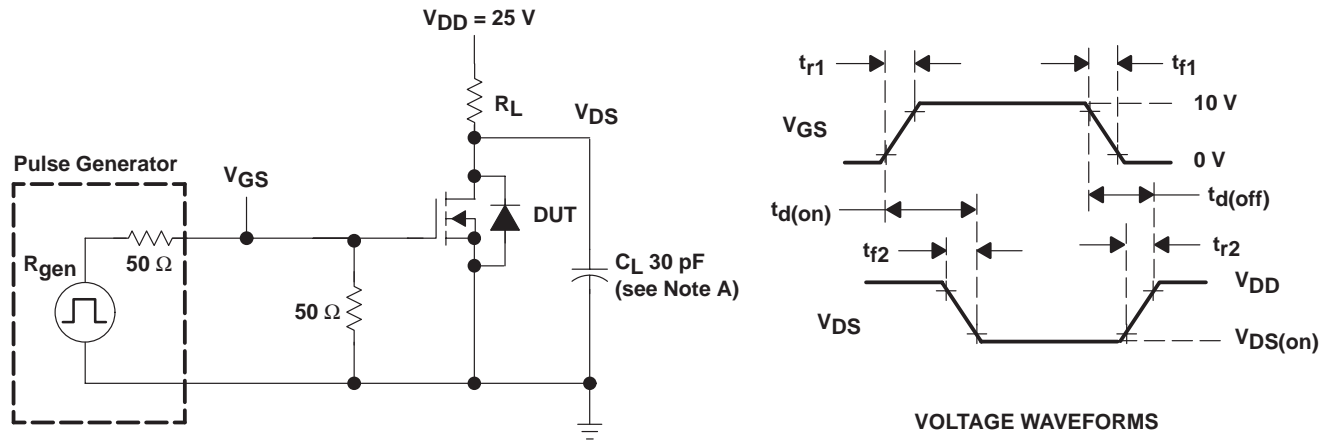 VDD = 25 V
RL
VDS
Pulse Generator
VGS
DUT
Rgen
50 Ω
50 Ω
CL 30 pF
(see Note A)
tr1
tf1
10 V
VGS
0 V
td(on)
td(off)
tf2
tr2
VDD
VDS
VDS(on)
VOLTAGE WAVEFORMS